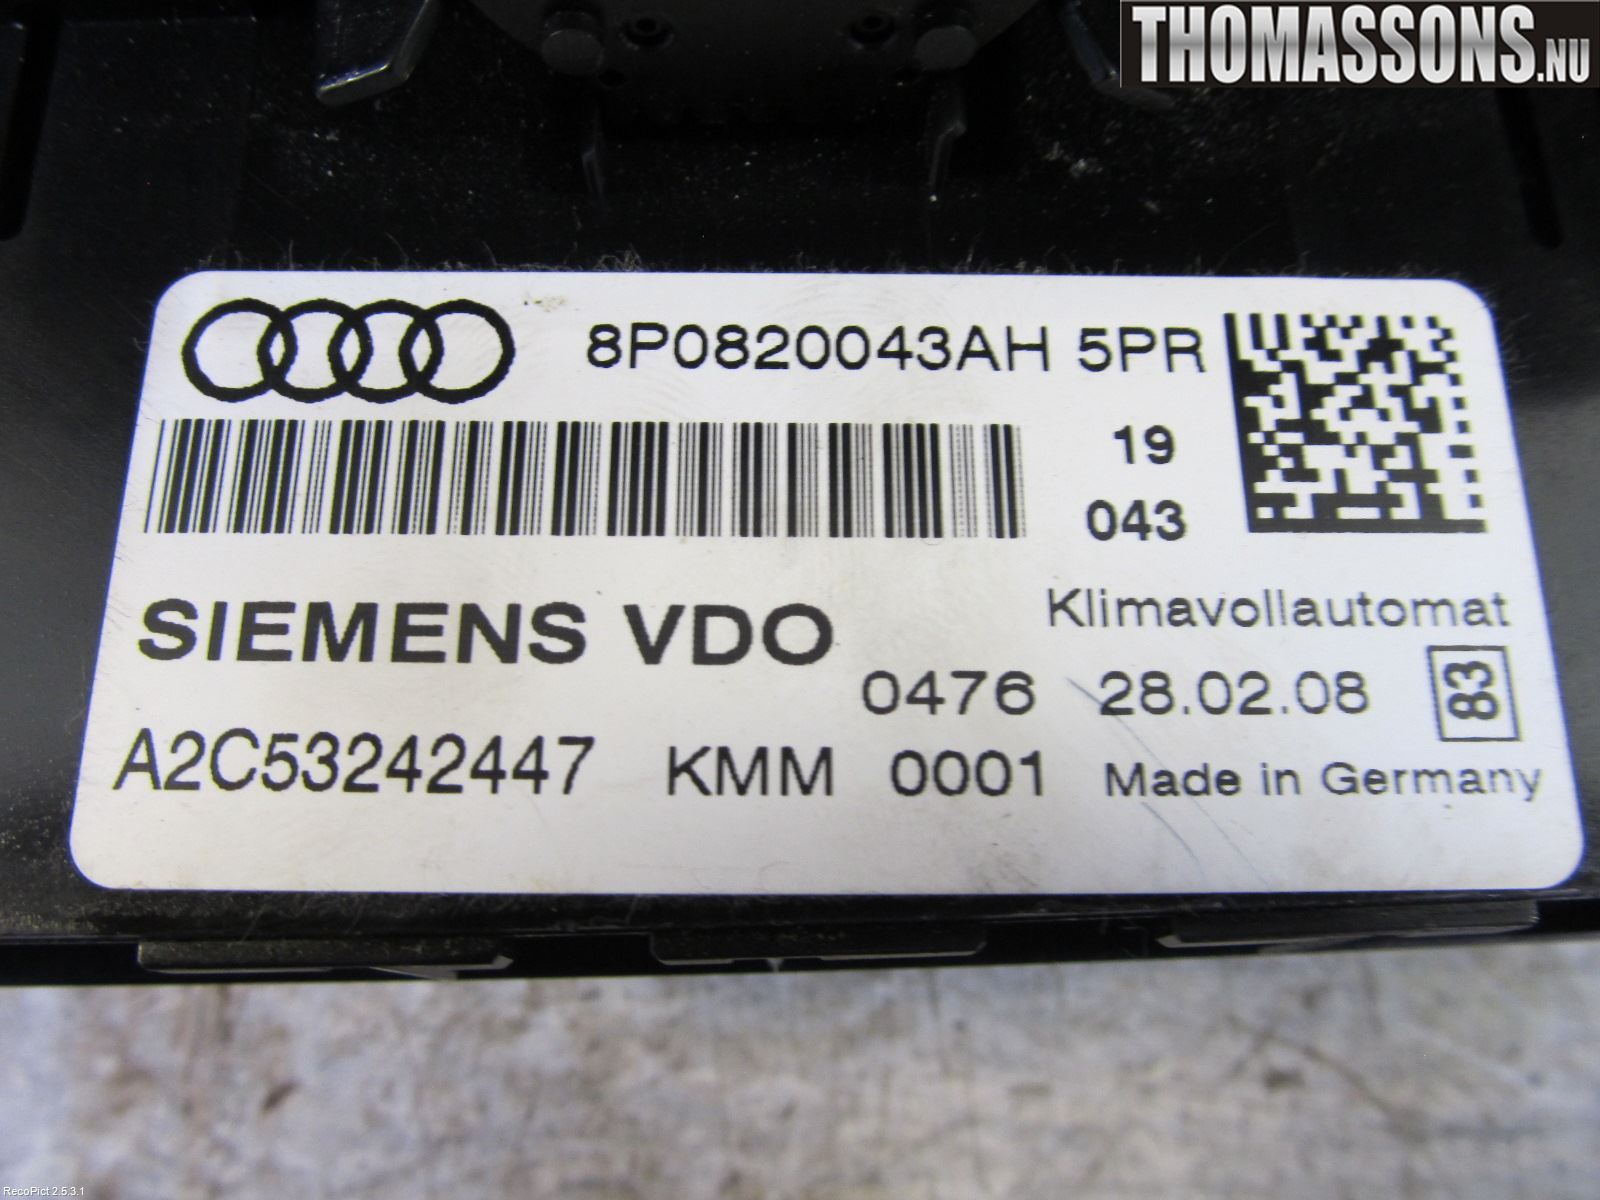 THOMASSONS.NU
8P0820043AH 5PR
19
043
SIEMENS VDO
Klimavollautomat
0476 28.02.08 83
A2C53242447 KMM 0001 Made in Germany
RecoPict 2.5.3.1